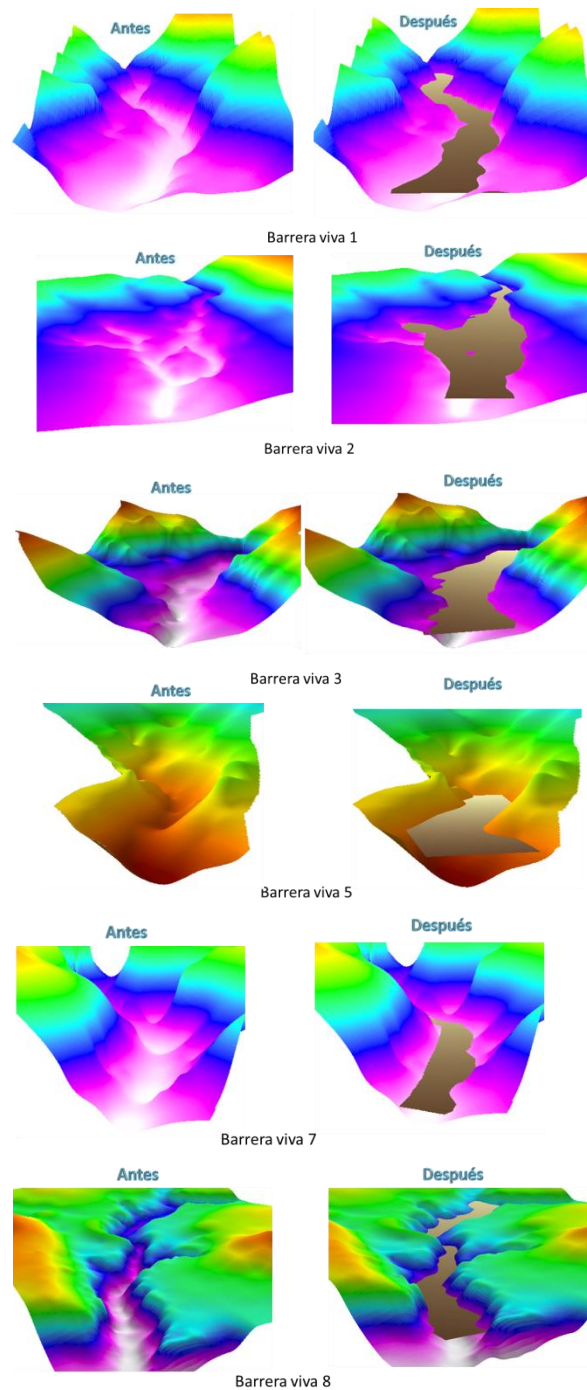 Antes Después
Barrera viva 1
Antes Después
Barrera viva 2
Antes Después
Barrera viva 3
Antes Después
Barrera viva 5
Antes Después
Barrera viva 7
Antes Después
Barrera viva 8